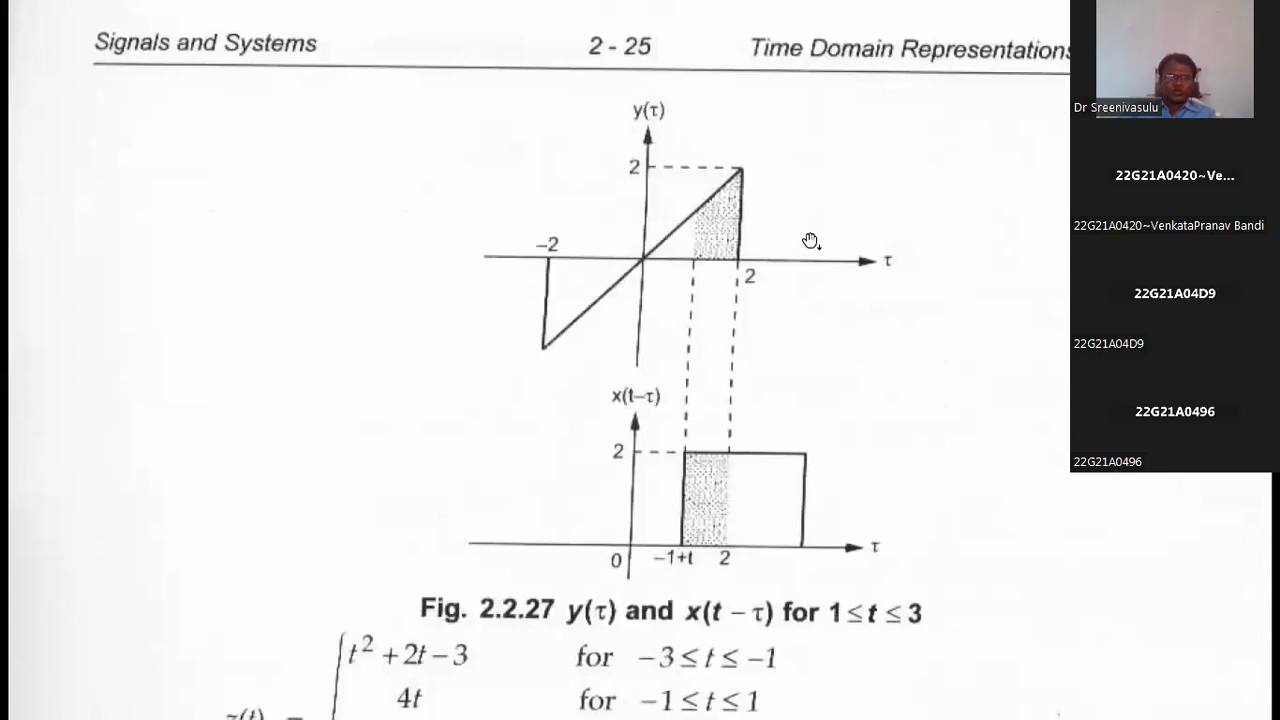 Signals and Systems 2 - 25 Time Domain Representations
y(τ)
2
-2
τ
2
x(t-τ)
2
0 -1+t 2 τ
Fig. 2.2.27 y(τ) and x(t - τ) for 1 ≤ t ≤ 3
t² + 2t - 3 for -3 ≤ t ≤ -1
4t for -1 ≤ t ≤ 1
z(t) =
Dr Sreenivasulu
22G21A0420~Ve...
22G21A0420~VenkataPranav Bandi
22G21A04D9
22G21A04D9
22G21A0496
22G21A0496